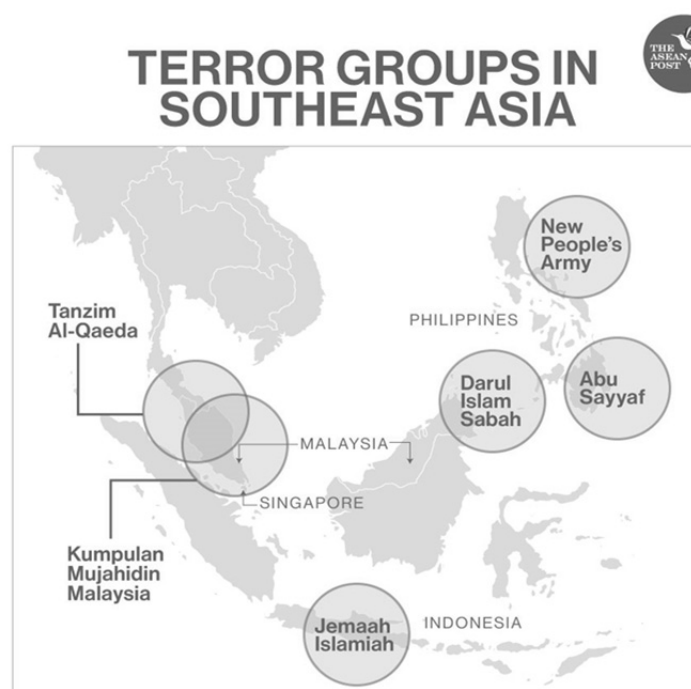 TERROR GROUPS IN
SOUTHEAST ASIA
THE
ASEAN
POST
New
People's
Army
Tanzim
Al-Qaeda
PHILIPPINES
Darul
Islam
Sabah
Abu
Sayyaf
MALAYSIA
SINGAPORE
Kumpulan
Mujahidin
Malaysia
Jemaah
Islamiah
INDONESIA